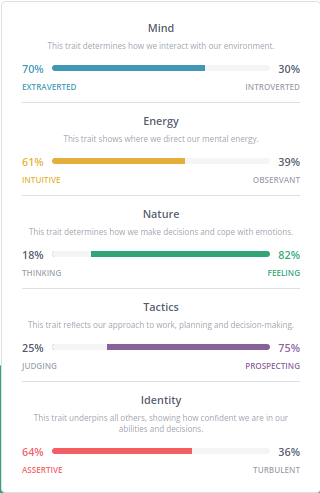 Mind
This trait determines how we interact with our environment.
70% 30%
EXTRAVERTED INTROVERTED
Energy
This trait shows where we direct our mental energy.
61% 39%
INTUITIVE OBSERVANT
Nature
This trait determines how we make decisions and cope with emotions.
18% 82%
THINKING FEELING
Tactics
This trait reflects our approach to work, planning and decision-making.
25% 75%
JUDGING PROSPECTING
Identity
This trait underpins all others, showing how confident we are in our
abilities and decisions.
64% 36%
ASSERTIVE TURBULENT